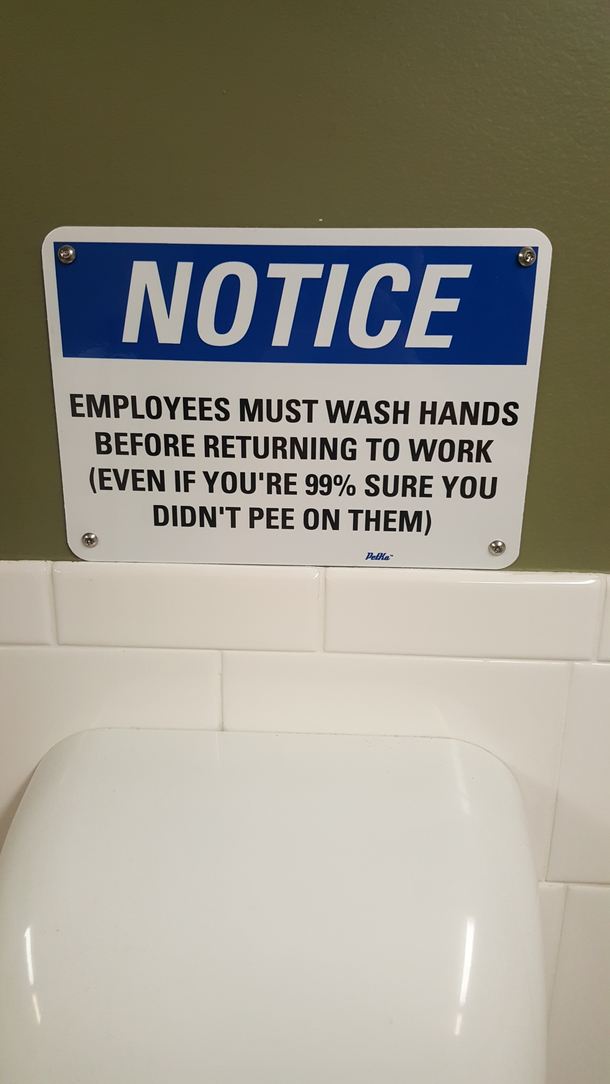 NOTICE
EMPLOYEES MUST WASH HANDS
BEFORE RETURNING TO WORK
(EVEN IF YOU'RE 99% SURE YOU
DIDN'T PEE ON THEM)